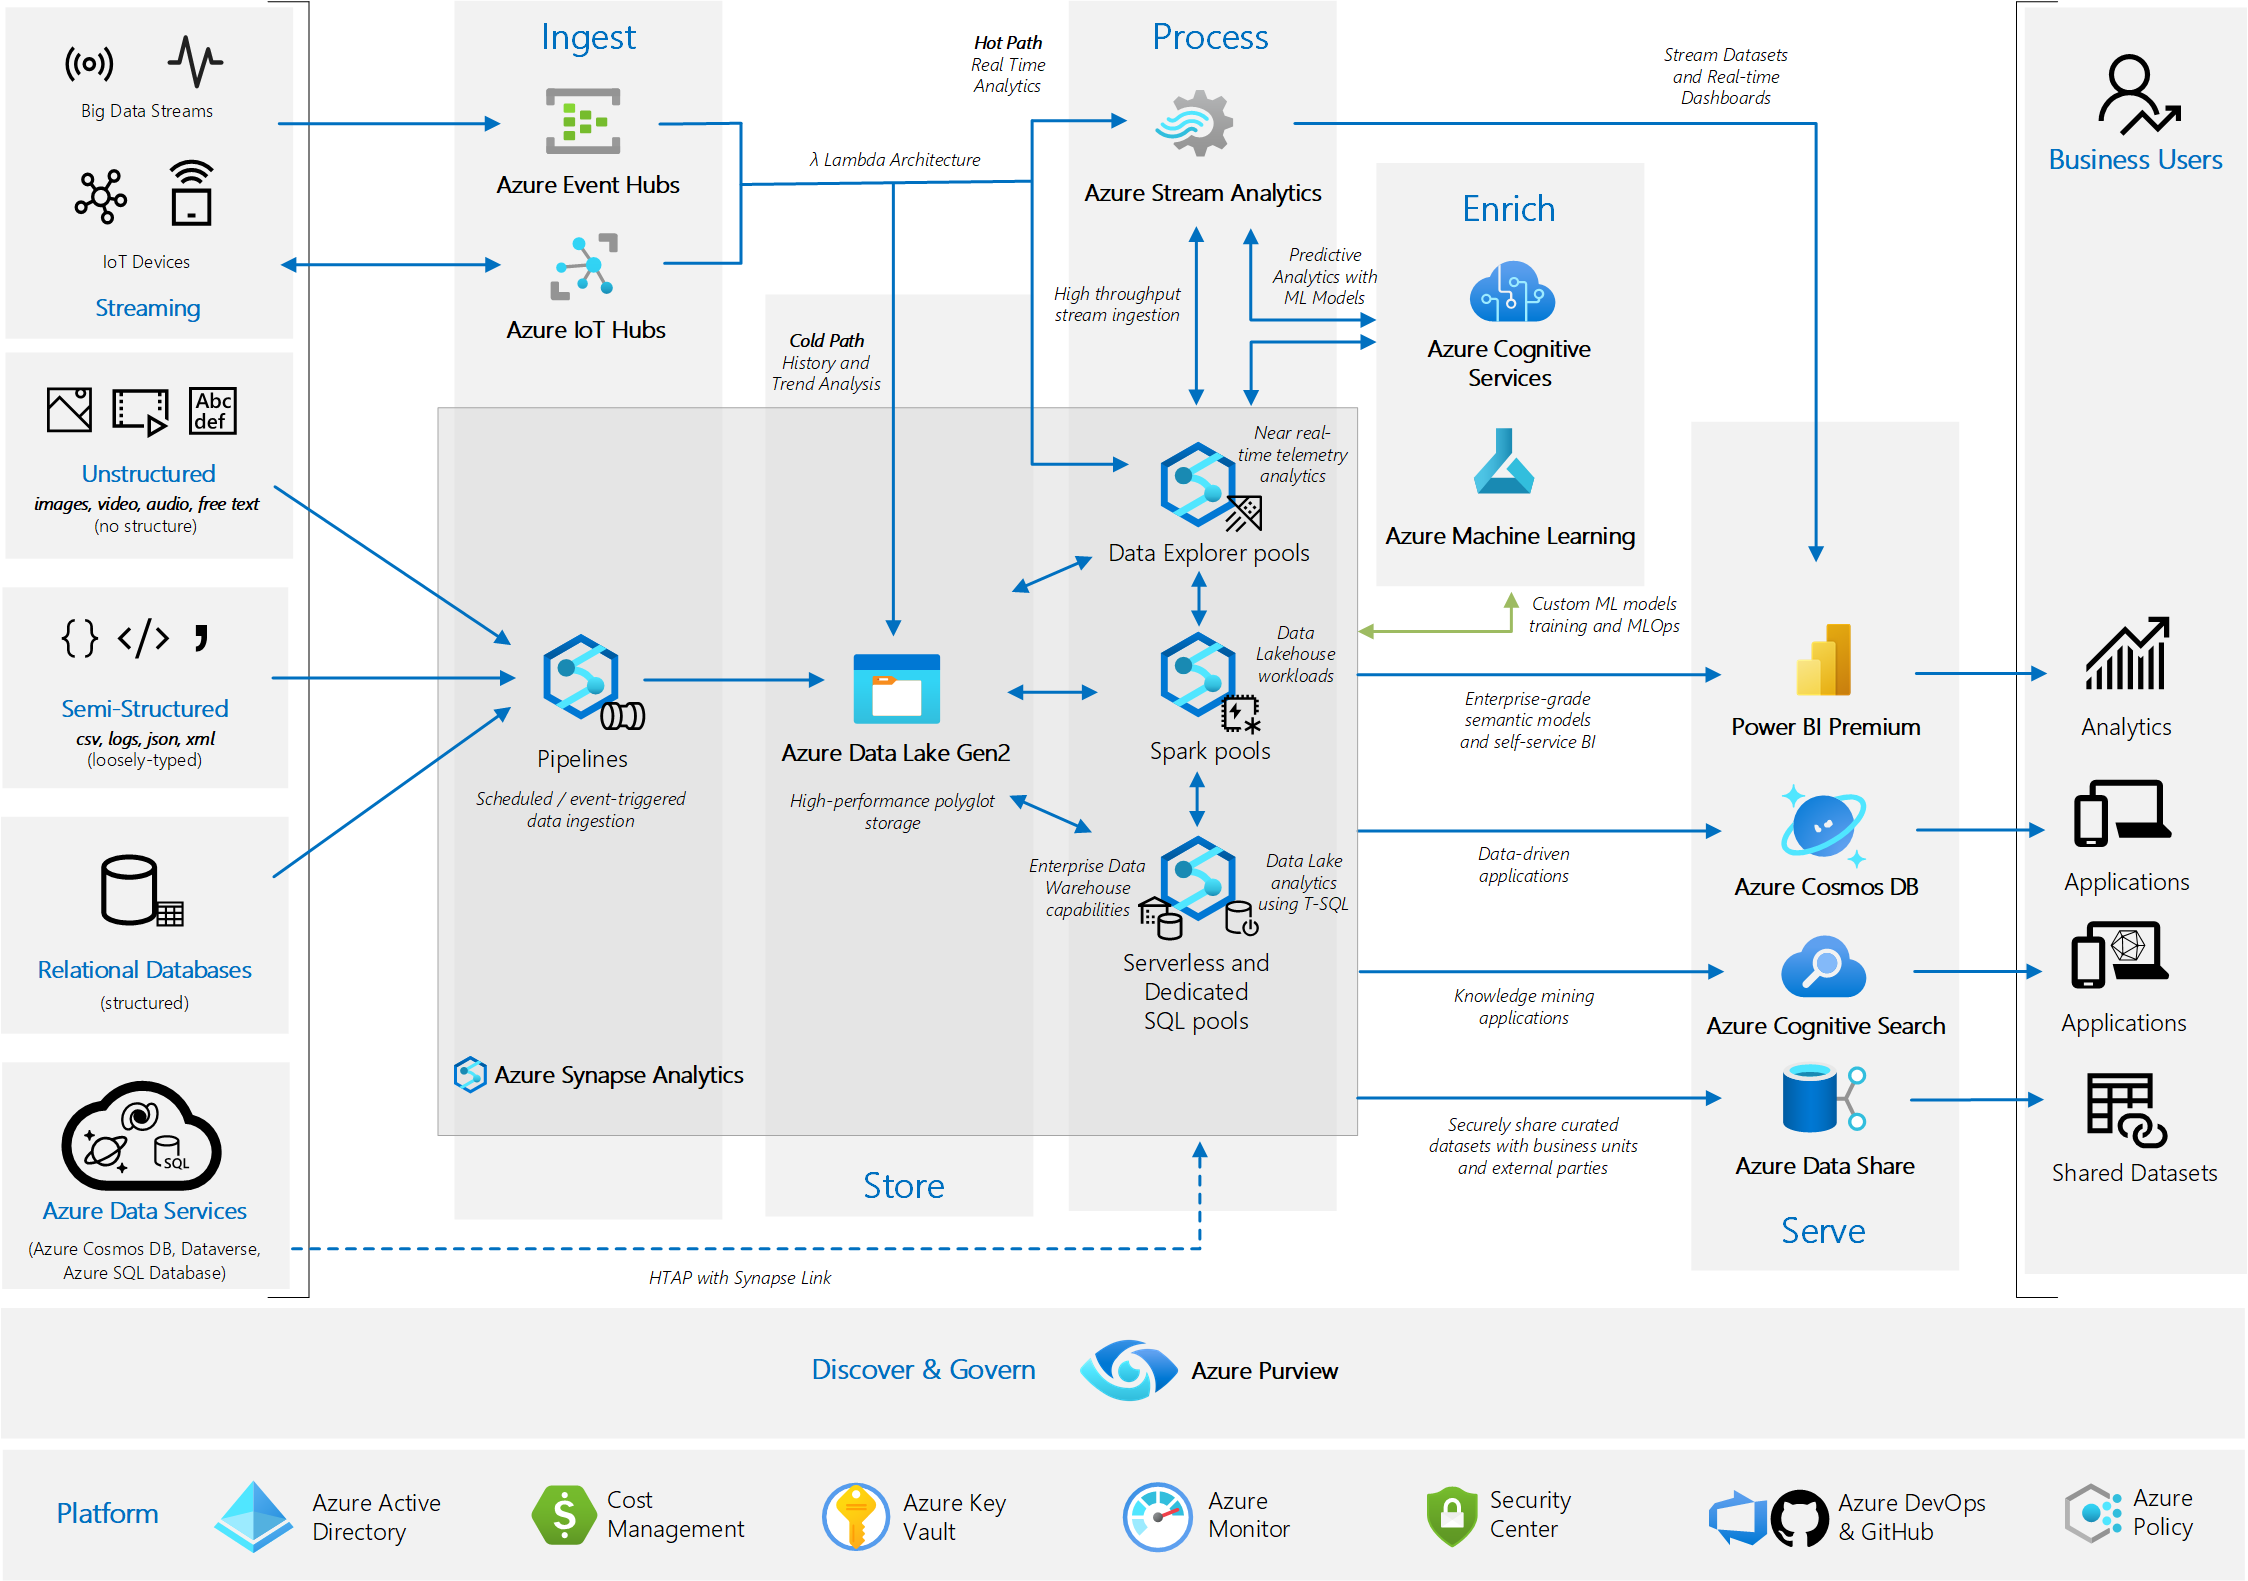 Big Data Streams
IoT Devices
Streaming
Abc
def
Unstructured
images, video, audio, free text
(no structure)
{ } </> ,
Semi-Structured
csv, logs, json, xml
(loosely-typed)
Relational Databases
(structured)
SQL
Azure Data Services
(Azure Cosmos DB, Dataverse,
Azure SQL Database)
Ingest
Azure Event Hubs
Azure IoT Hubs
λ Lambda Architecture
Hot Path
Real Time
Analytics
Cold Path
History and
Trend Analysis
Pipelines
Scheduled / event-triggered
data ingestion
Azure Synapse Analytics
Azure Data Lake Gen2
High-performance polyglot
storage
Store
HTAP with Synapse Link
Process
Azure Stream Analytics
High throughput
stream ingestion
Predictive
Analytics with
ML Models
Near real-
time telemetry
analytics
Data Explorer pools
Data
Lakehouse
workloads
Spark pools
Enterprise Data
Warehouse
capabilities
Data Lake
analytics
using T-SQL
Serverless and
Dedicated
SQL pools
Enrich
Azure Cognitive
Services
Azure Machine Learning
Custom ML models
training and MLOps
Stream Datasets
and Real-time
Dashboards
Enterprise-grade
semantic models
and self-service BI
Data-driven
applications
Knowledge mining
applications
Securely share curated
datasets with business units
and external parties
Power BI Premium
Azure Cosmos DB
Azure Cognitive Search
Azure Data Share
Serve
Business Users
Analytics
Applications
Applications
Shared Datasets
Discover & Govern
Azure Purview
Platform
Azure Active
Directory
$
Cost
Management
Azure Key
Vault
Azure
Monitor
Security
Center
Azure DevOps
& GitHub
Azure
Policy